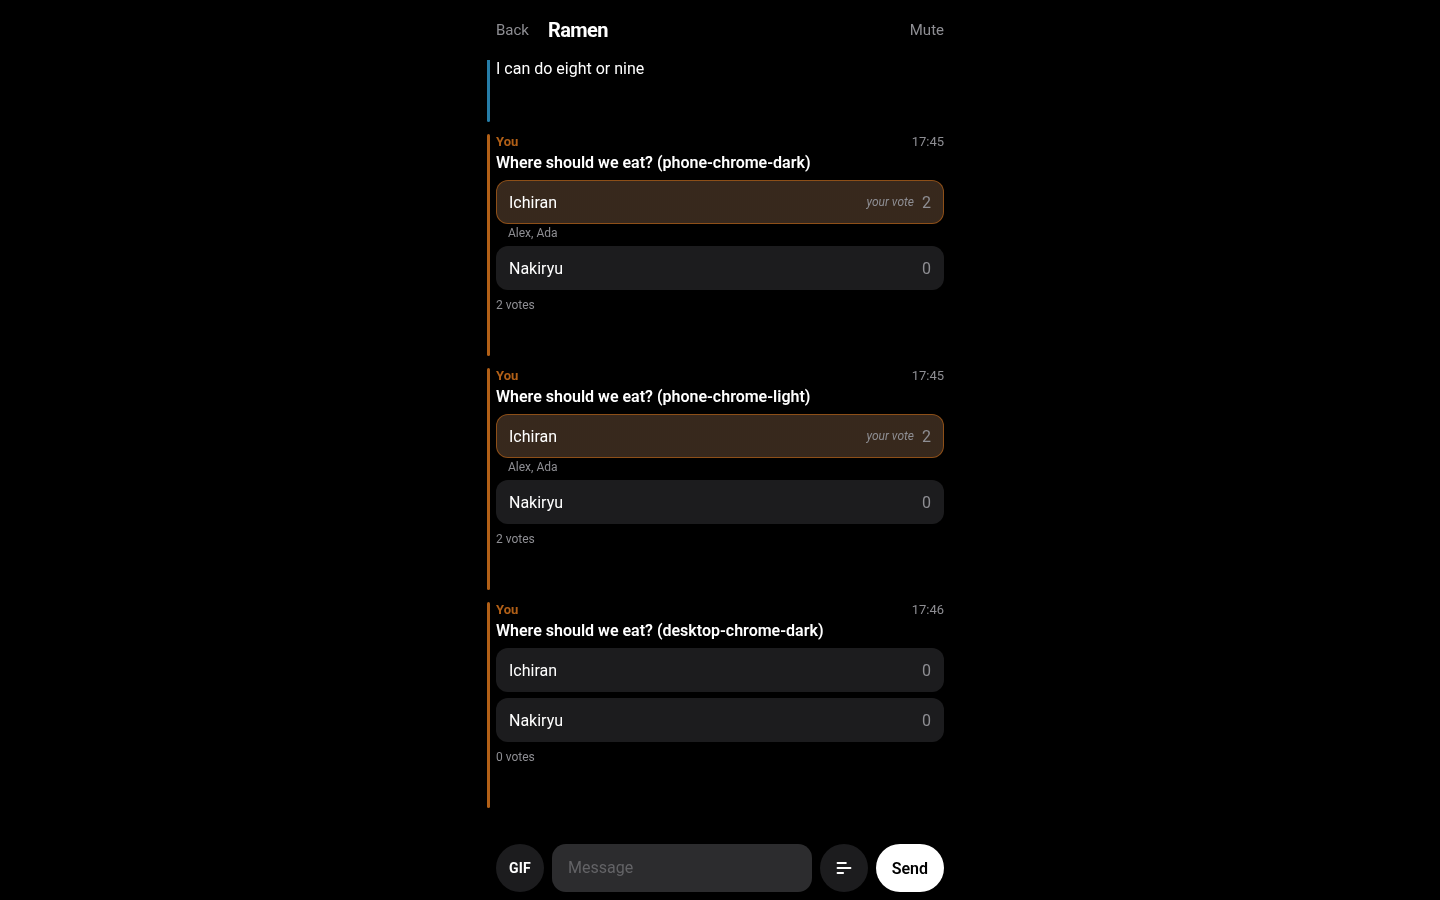 Back Ramen Mute
I can do eight or nine
You 17:45
Where should we eat? (phone-chrome-dark)
Ichiran your vote 2
Alex, Ada
Nakiryu 0
2 votes
You 17:45
Where should we eat? (phone-chrome-light)
Ichiran your vote 2
Alex, Ada
Nakiryu 0
2 votes
You 17:46
Where should we eat? (desktop-chrome-dark)
Ichiran 0
Nakiryu 0
0 votes
GIF Message Send